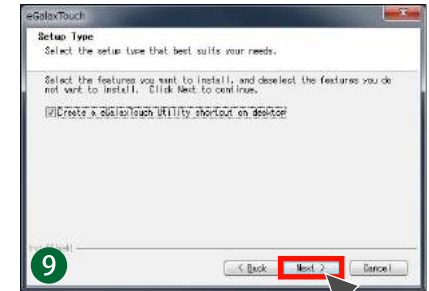 eGalaxTouch
Setup Type
Select the setup type that best suits your needs.
Select the features you want to install, and deselect the features you do
not want to install. Click Next to continue.
Create a eGalaxTouch Utility shortcut on desktop
InstallShield
< Back Next > Cancel
9